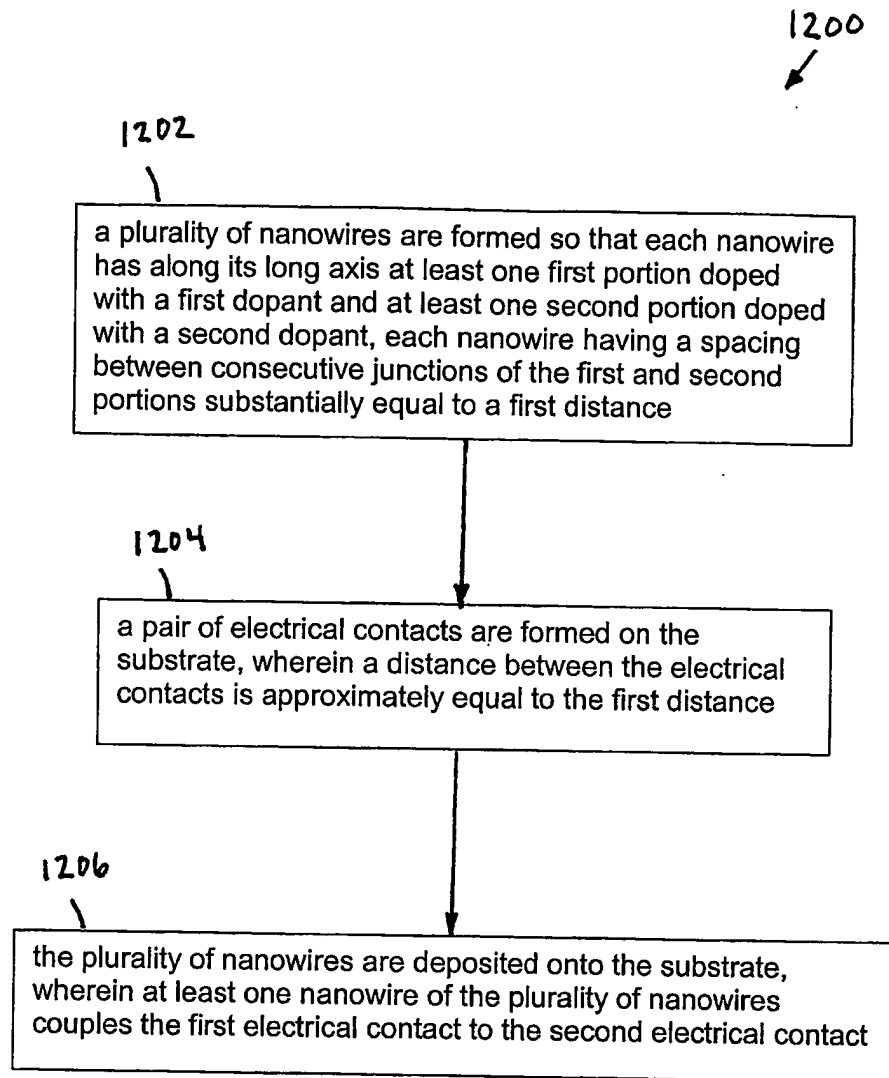 1200
1202
a plurality of nanowires are formed so that each nanowire
has along its long axis at least one first portion doped
with a first dopant and at least one second portion doped
with a second dopant, each nanowire having a spacing
between consecutive junctions of the first and second
portions substantially equal to a first distance
1204
a pair of electrical contacts are formed on the
substrate, wherein a distance between the electrical
contacts is approximately equal to the first distance
1206
the plurality of nanowires are deposited onto the substrate,
wherein at least one nanowire of the plurality of nanowires
couples the first electrical contact to the second electrical contact